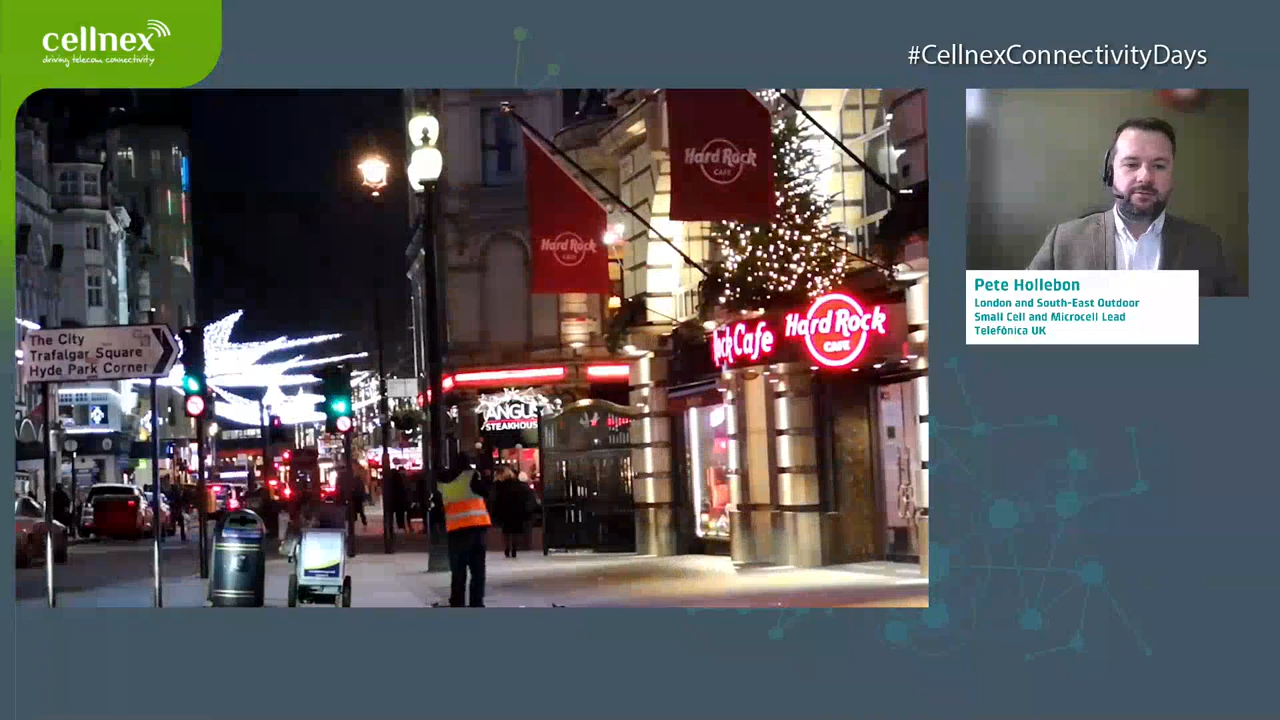 cellnex
driving telecom connectivity
#CellnexConnectivityDays
Hard Rock
CAFE
Hard Rock
CAFE
The City
Trafalgar Square
Hyde Park Corner
ck Cafe
Hard Rock
CAFE
ANGUS
STEAKHOUSE
Pete Hollebon
London and South-East Outdoor
Small Cell and Microcell Lead
Telefónica UK